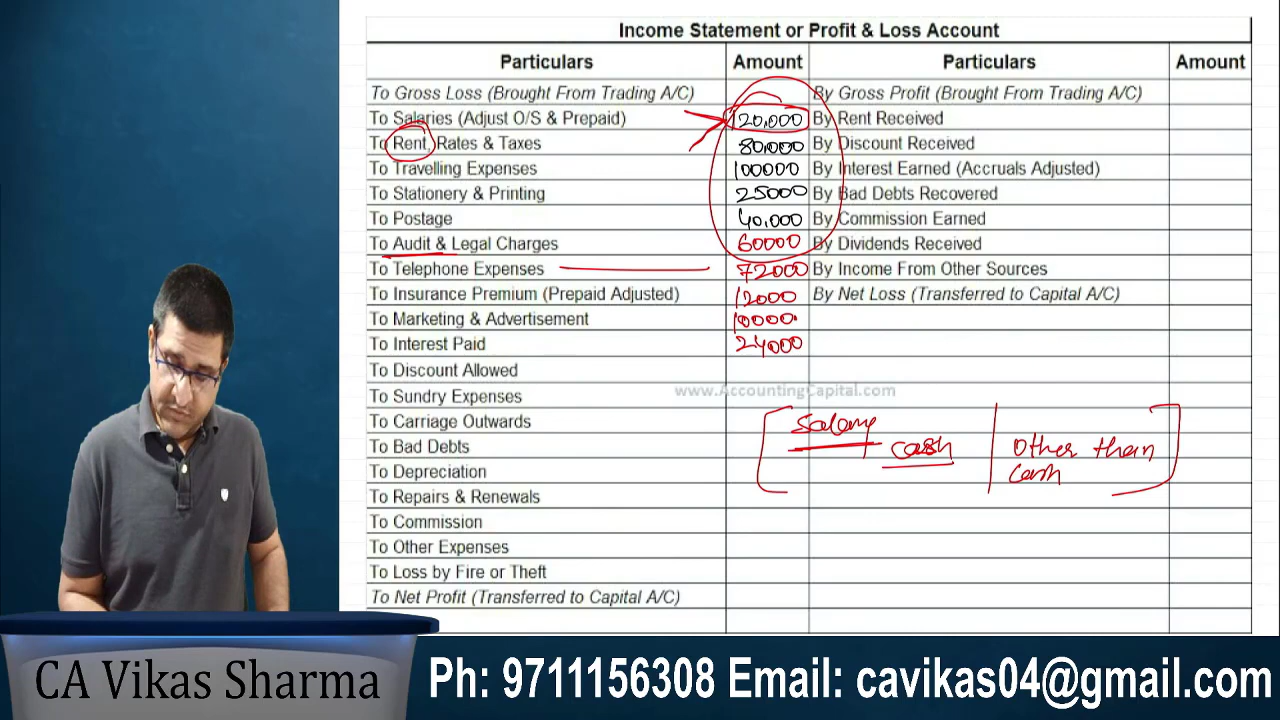 Income Statement or Profit & Loss Account
Particulars Amount Particulars Amount
To Gross Loss (Brought From Trading A/C) By Gross Profit (Brought From Trading A/C)
To Salaries (Adjust O/S & Prepaid) 120,000 By Rent Received
To Rent, Rates & Taxes 80,000 By Discount Received
To Travelling Expenses 100000 By Interest Earned (Accruals Adjusted)
To Stationery & Printing 25000 By Bad Debts Recovered
To Postage 40,000 By Commission Earned
To Audit & Legal Charges 60000 By Dividends Received
To Telephone Expenses 72000 By Income From Other Sources
To Insurance Premium (Prepaid Adjusted) 12000 By Net Loss (Transferred to Capital A/C)
To Marketing & Advertisement 10000
To Interest Paid 24000
To Discount Allowed
www.AccountingCapital.com
To Sundry Expenses
To Carriage Outwards Salary
To Bad Debts cash Other than
To Depreciation cash
To Repairs & Renewals
To Commission
To Other Expenses
To Loss by Fire or Theft
To Net Profit (Transferred to Capital A/C)
CA Vikas Sharma Ph: 9711156308 Email: cavikas04@gmail.com